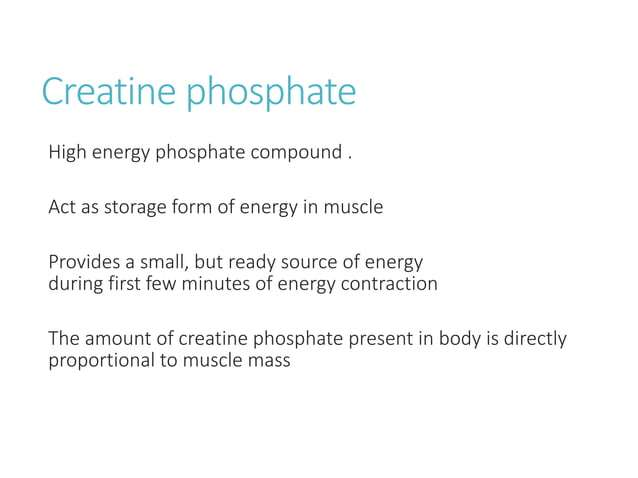 Creatine phosphate
High energy phosphate compound .
Act as storage form of energy in muscle
Provides a small, but ready source of energy
during first few minutes of energy contraction
The amount of creatine phosphate present in body is directly
proportional to muscle mass